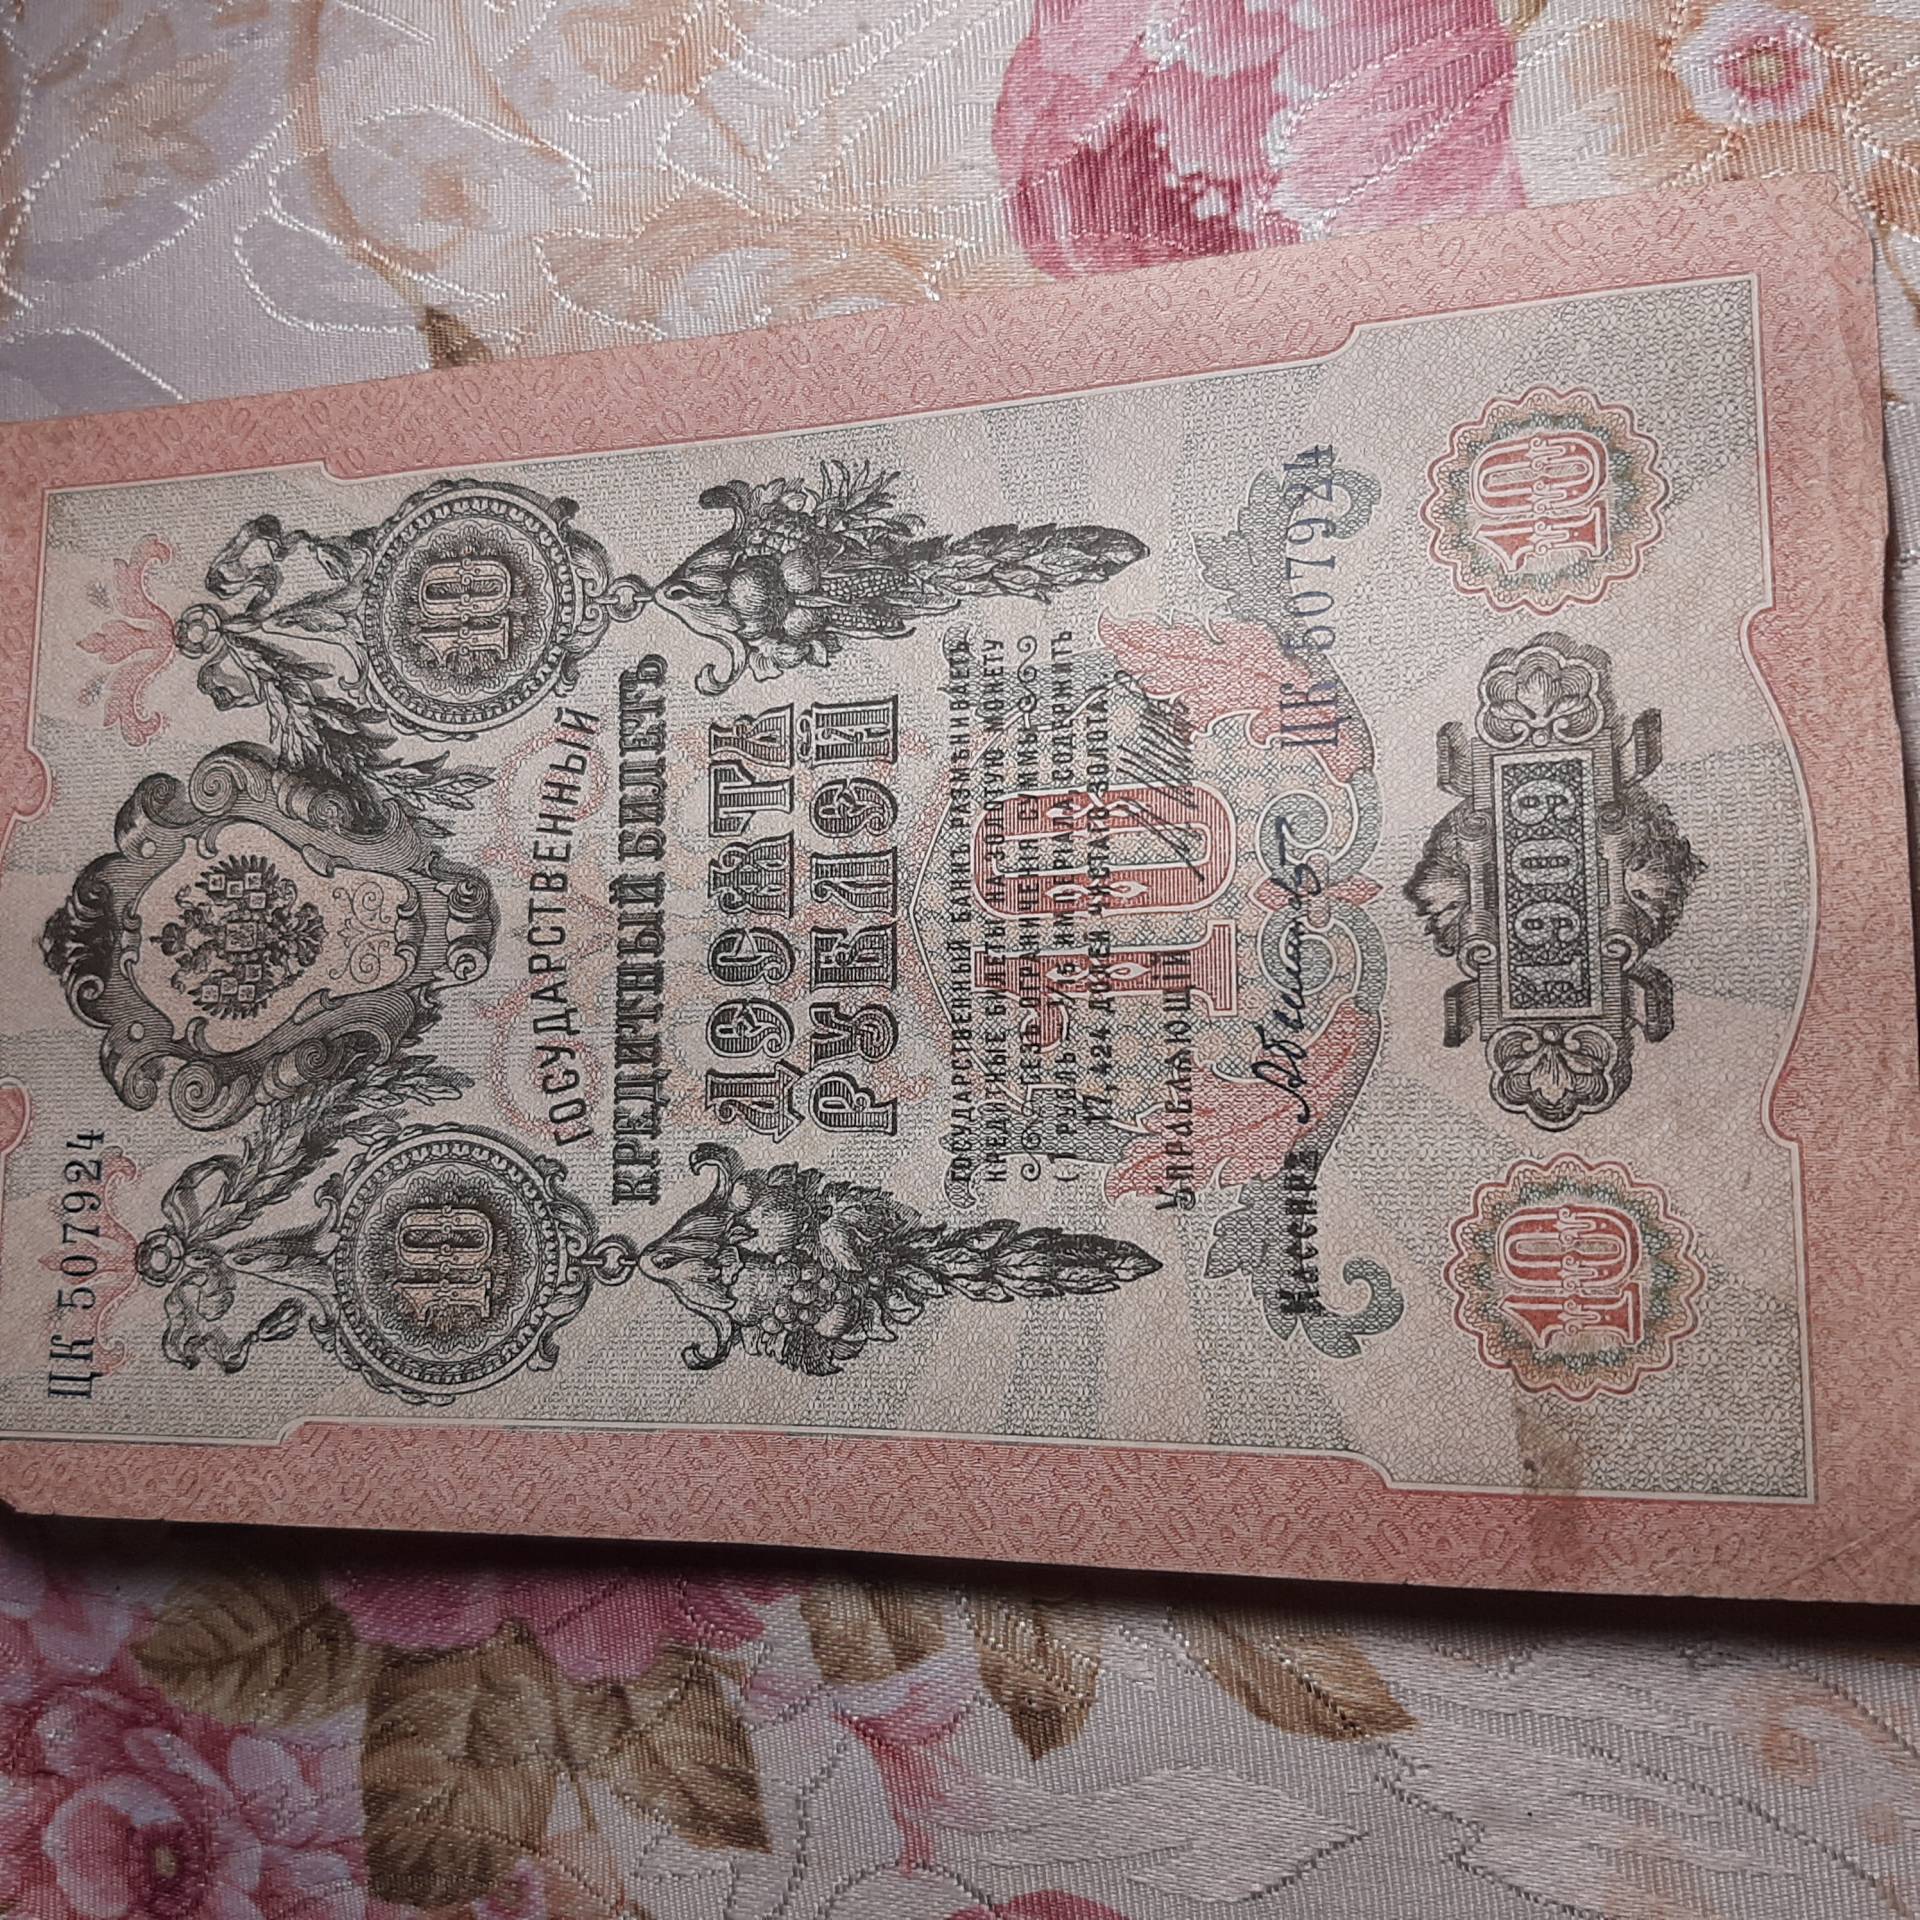 ЦК 507924
10
10
ГОСУДАРСТВЕННЫЙ
КРЕДИТНЫЙ БИЛЕТЪ
ДЕСЯТЬ
РУБЛЕЙ
ГОСУДАРСТВЕННЫЙ БАНКЪ РАЗМѢНИВАЕТЪ
КРЕДИТНЫЕ БИЛЕТЫ НА ЗОЛОТУЮ МОНЕТУ
БЕЗЪ ОГРАНИЧЕНІЯ СУММЫ
(1 РУБЛЬ = 1/15 ИМПЕРІАЛА, СОДЕРЖИТЪ
17,424 ДОЛЕЙ ЧИСТАГО ЗОЛОТА).
10
УПРАВЛЯЮЩІЙ
Кассиръ
ЦК 507924
10
1909
10